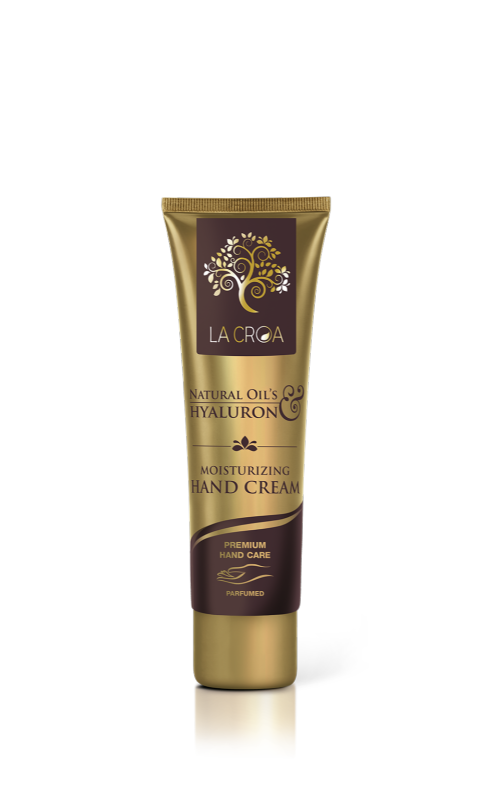 LA CROA
NATURAL OIL'S &
HYALURON
MOISTURIZING
HAND CREAM
PREMIUM
HAND CARE
PARFUMED